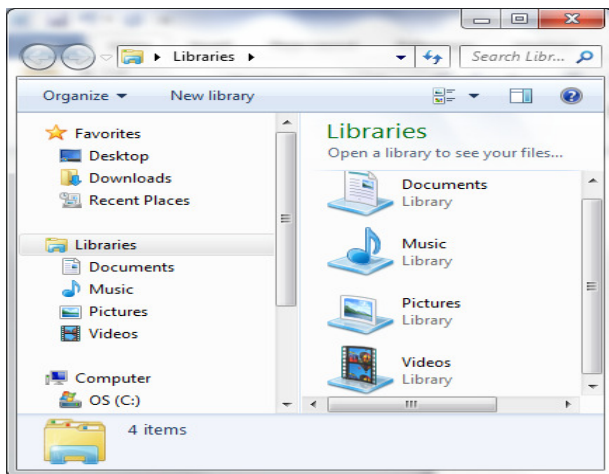 Libraries
Search Libr...
Organize
New library
Favorites
Desktop
Downloads
Recent Places
Libraries
Documents
Music
Pictures
Videos
Computer
OS (C:)
Libraries
Open a library to see your files...
Documents
Library
Music
Library
Pictures
Library
Videos
Library
4 items